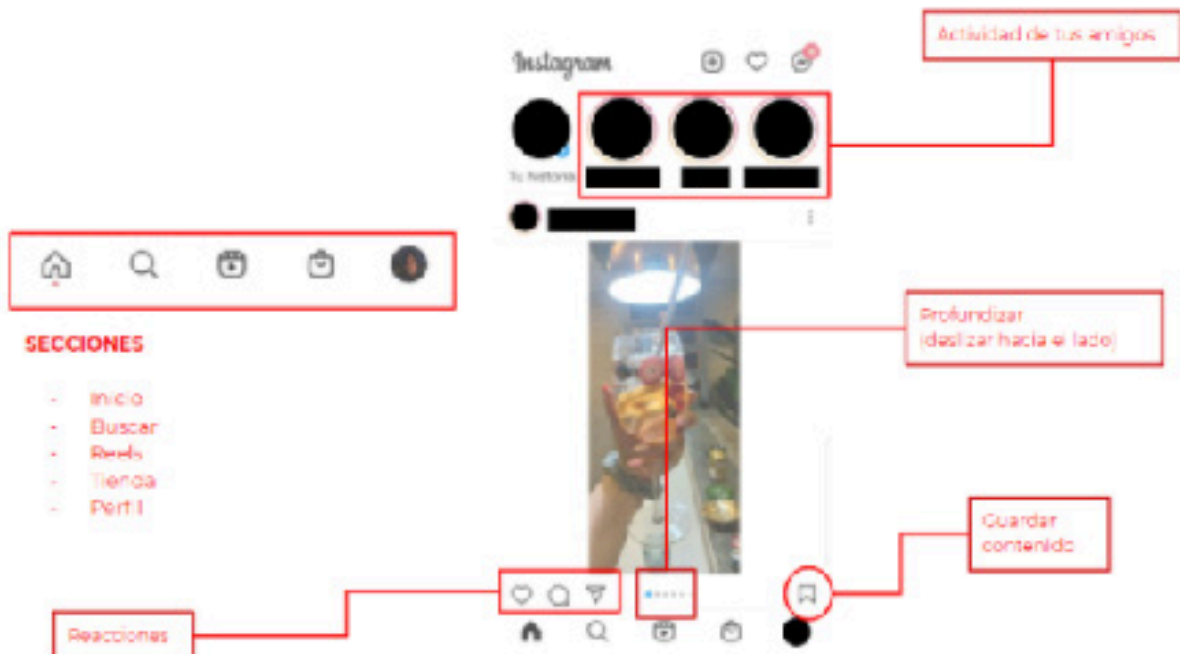 Actividad de tus amigos
Instagram
Tu historia
SECCIONES
- Inicio
- Buscar
- Reels
- Tienda
- Perfil
Profundizar
(deslizar hacia el lado)
Guardar
contenido
Reacciones